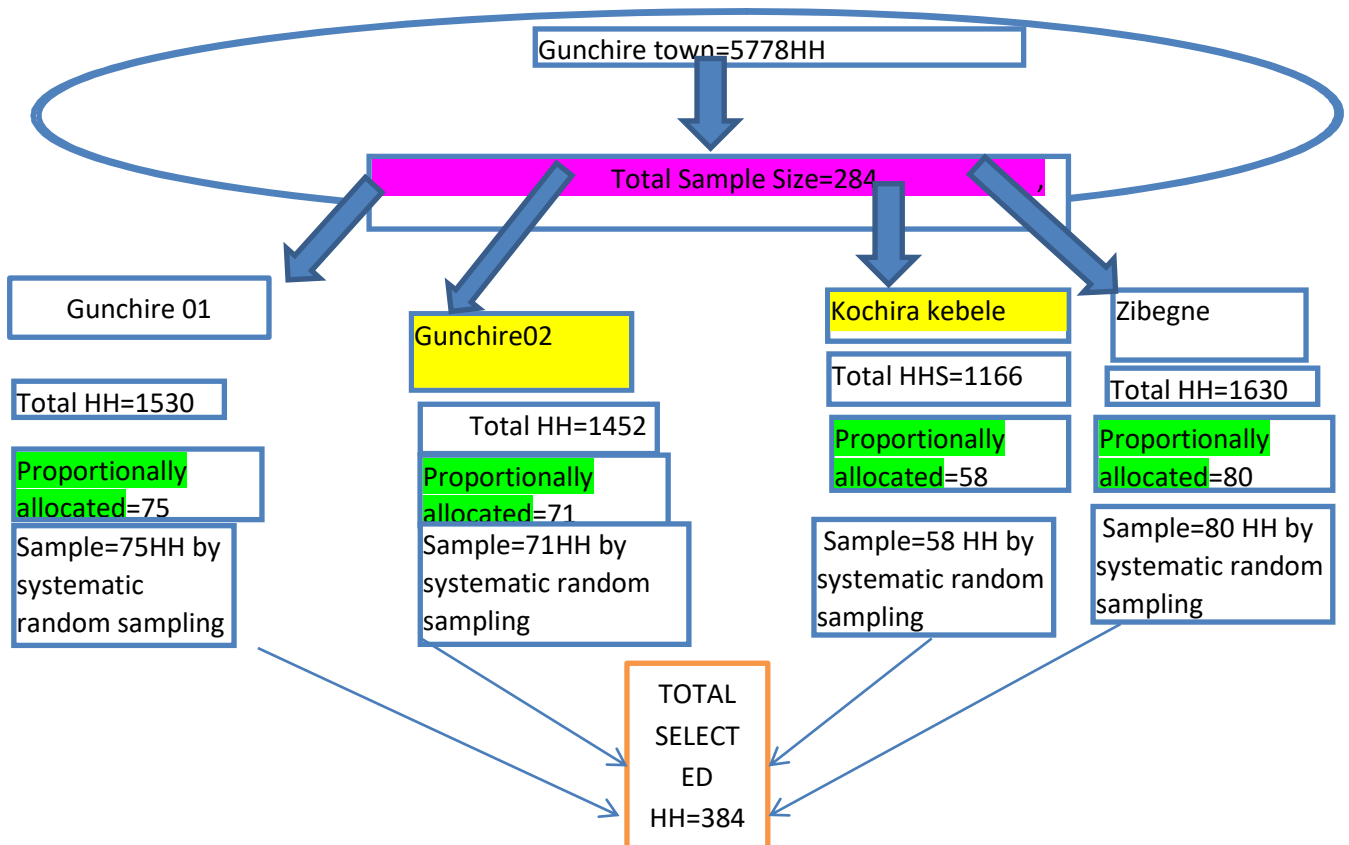 Gunchire town=5778HH
Total Sample Size=284 ,
Gunchire 01
Total HH=1530
Proportionally
allocated=75
Sample=75HH by
systematic
random sampling
Gunchire02
Total HH=1452
Proportionally
allocated=71
Sample=71HH by
systematic random
sampling
Kochira kebele
Total HHS=1166
Proportionally
allocated=58
Sample=58 HH by
systematic random
sampling
Zibegne
Total HH=1630
Proportionally
allocated=80
Sample=80 HH by
systematic random
sampling
TOTAL
SELECT
ED
HH=384